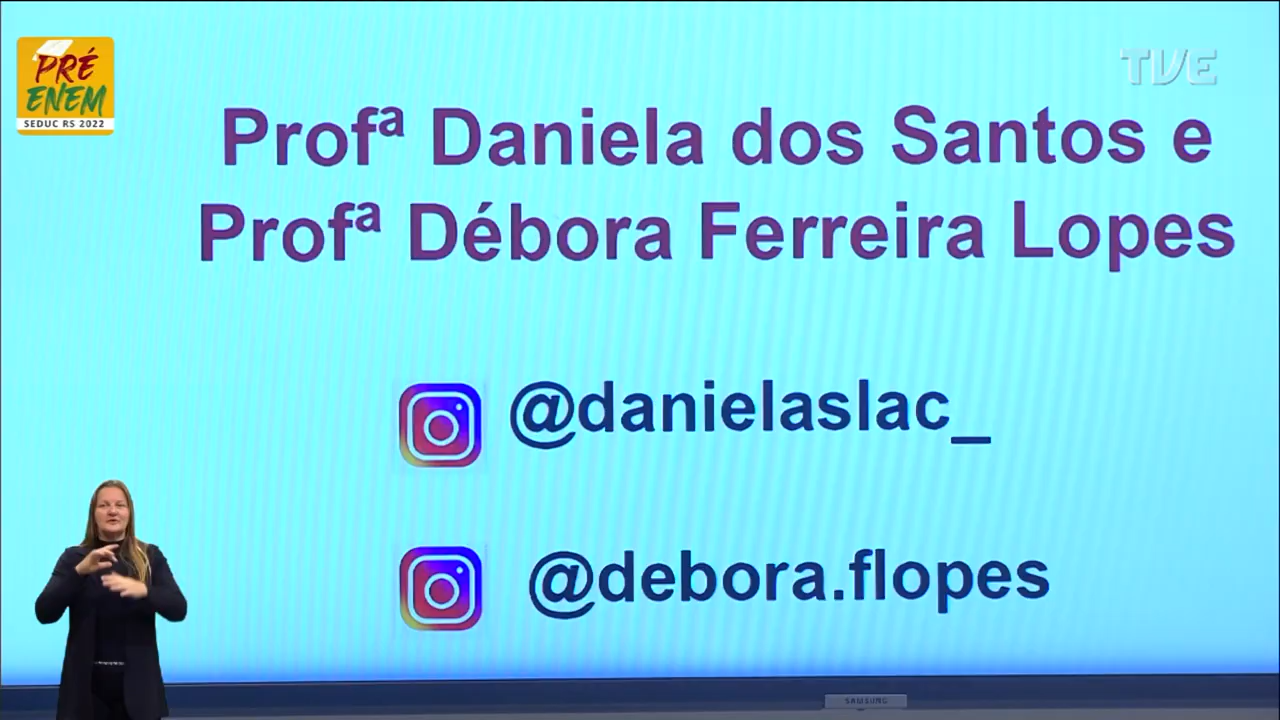 PRÉ
ENEM
SEDUC RS 2022
TVE
Profª Daniela dos Santos e
Profª Débora Ferreira Lopes
@danielaslac_
@debora.flopes
SAMSUNG